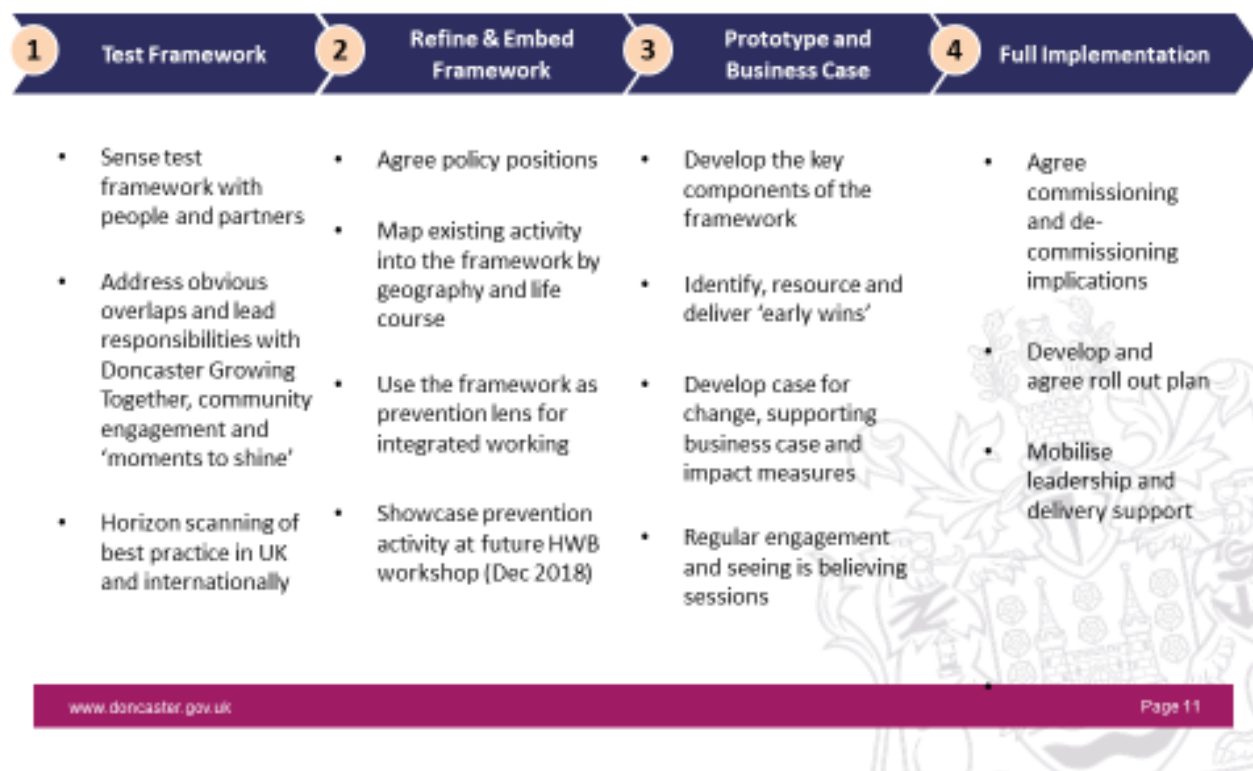 1
Test Framework
2
Refine & Embed
Framework
3
Prototype and
Business Case
4
Full Implementation
• Sense test
framework with
people and partners
• Address obvious
overlaps and lead
responsibilities with
Doncaster Growing
Together, community
engagement and
‘moments to shine’
• Horizon scanning of
best practice in UK
and internationally
• Agree policy positions
• Map existing activity
into the framework by
geography and life
course
• Use the framework as
prevention lens for
integrated working
• Showcase prevention
activity at future HWB
workshop (Dec 2018)
• Develop the key
components of the
framework
• Identify, resource and
deliver ‘early wins’
• Develop case for
change, supporting
business case and
impact measures
• Regular engagement
and seeing is believing
sessions
• Agree
commissioning
and de-
commissioning
implications
• Develop and
agree roll out plan
• Mobilise
leadership and
delivery support
•
www.doncaster.gov.uk
Page 11